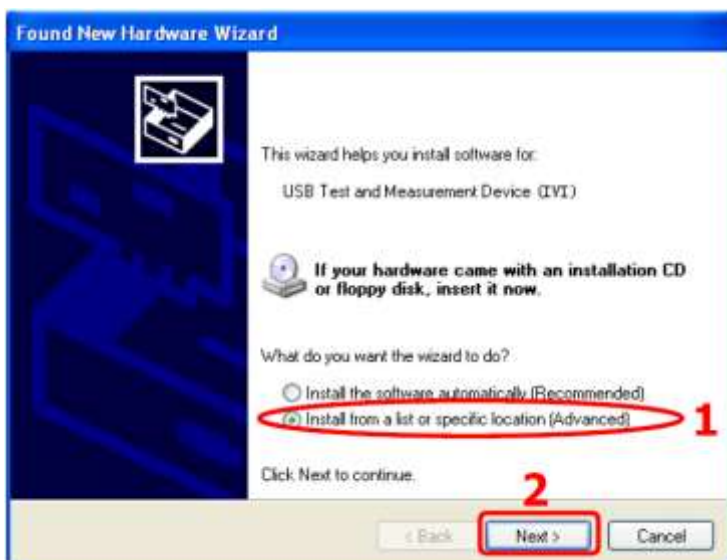 Found New Hardware Wizard
This wizard helps you install software for:
USB Test and Measurement Device (IVI)
If your hardware came with an installation CD
or floppy disk, insert it now.
What do you want the wizard to do?
Install the software automatically (Recommended)
Install from a list or specific location (Advanced)
1
Click Next to continue.
2
< Back
Next >
Cancel